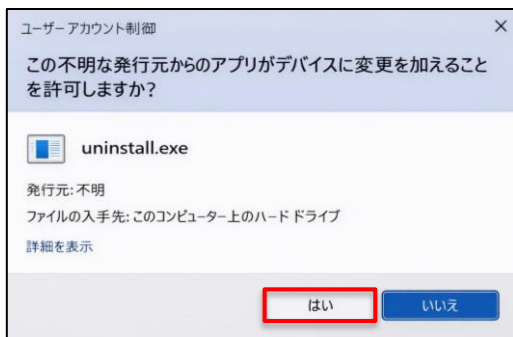 ユーザー アカウント制御
この不明な発行元からのアプリがデバイスに変更を加えること
を許可しますか?
uninstall.exe
発行元: 不明
ファイルの入手先: このコンピューター上のハード ドライブ
詳細を表示
はい
いいえ